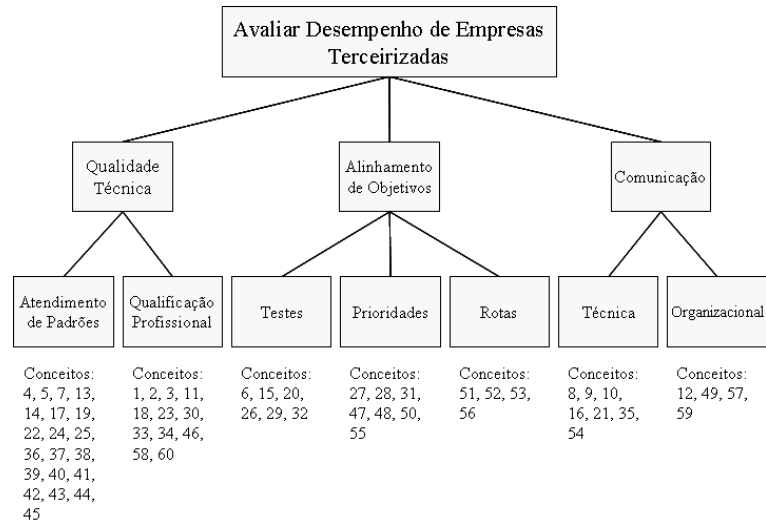 Avaliar Desempenho de Empresas
Terceirizadas
Qualidade
Técnica
Alinhamento
de Objetivos
Comunicação
Atendimento
de Padrões
Qualificação
Profissional
Testes
Prioridades
Rotas
Técnica
Organizacional
Conceitos:
4, 5, 7, 13,
14, 17, 19,
22, 24, 25,
36, 37, 38,
39, 40, 41,
42, 43, 44,
45
Conceitos:
1, 2, 3, 11,
18, 23, 30,
33, 34, 46,
58, 60
Conceitos:
6, 15, 20,
26, 29, 32
Conceitos:
27, 28, 31,
47, 48, 50,
55
Conceitos:
51, 52, 53,
56
Conceitos:
8, 9, 10,
16, 21, 35,
54
Conceitos:
12, 49, 57,
59